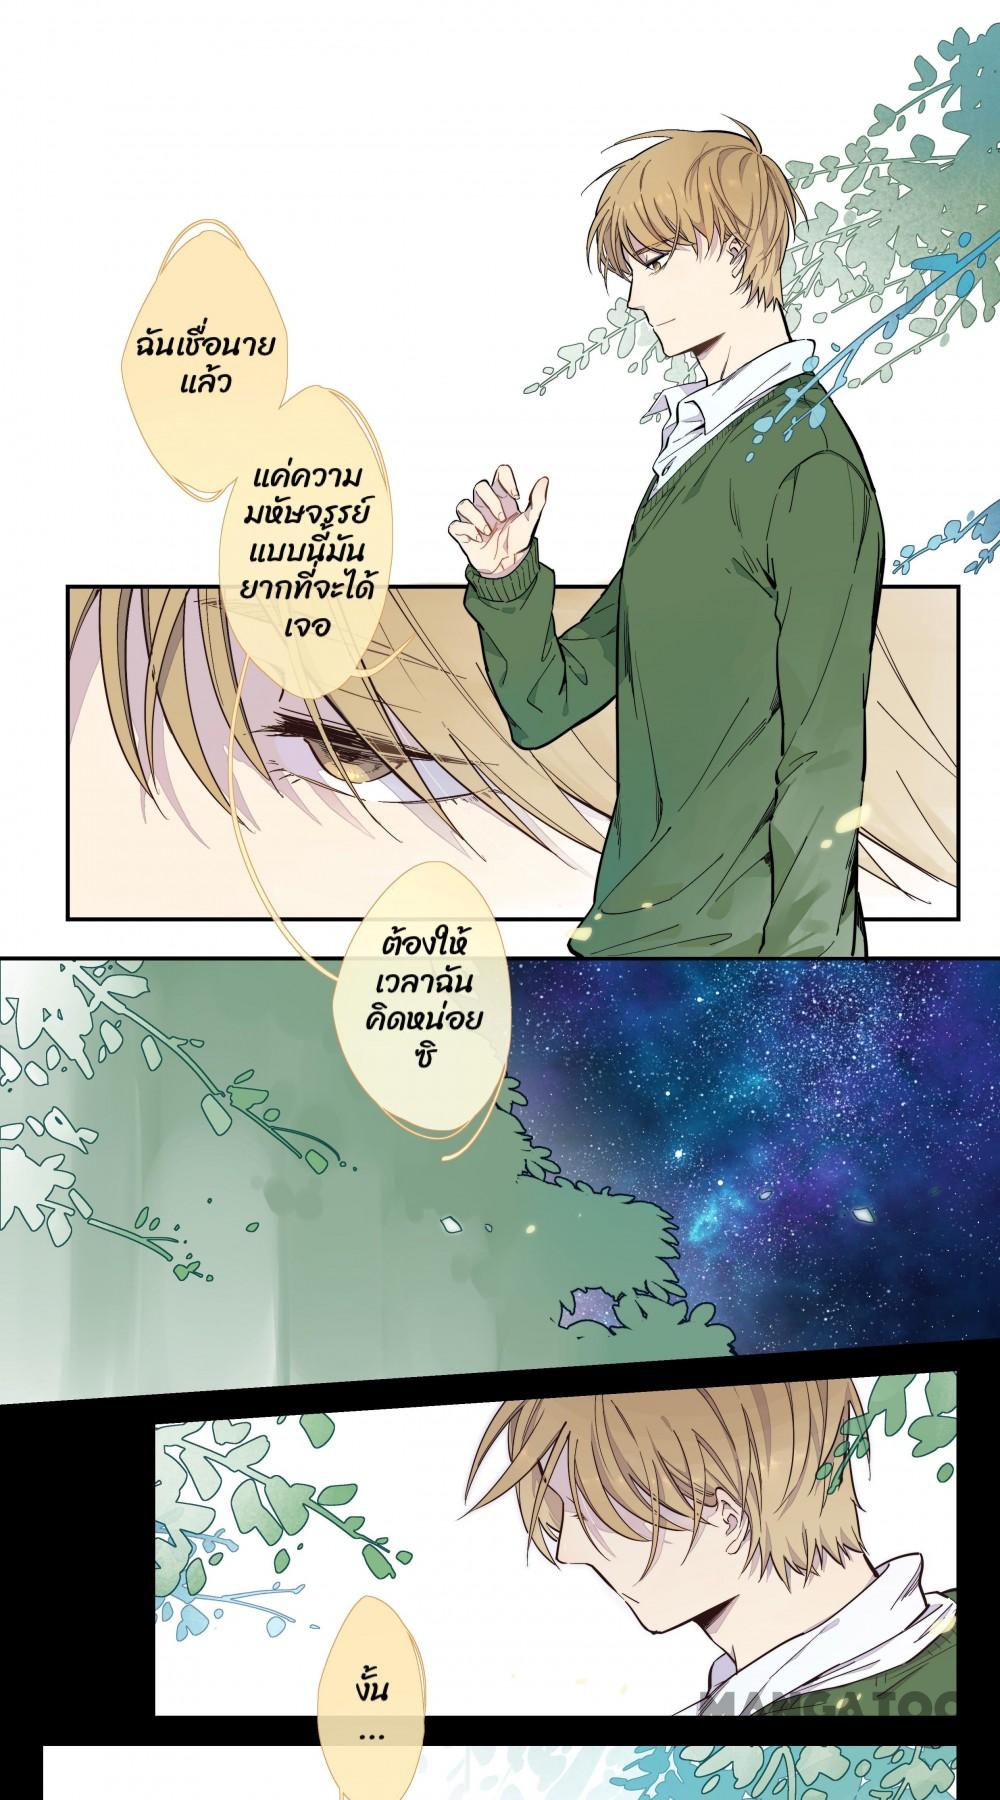 ฉันเชื่อนาย
แล้ว
แค่ความ
มหัษจรรย์
แบบนี้มัน
ยากที่จะได้
เจอ
ต้องให้
เวลาฉัน
คิดหน่อย
ซิ
งั้น
...
MANGATOO